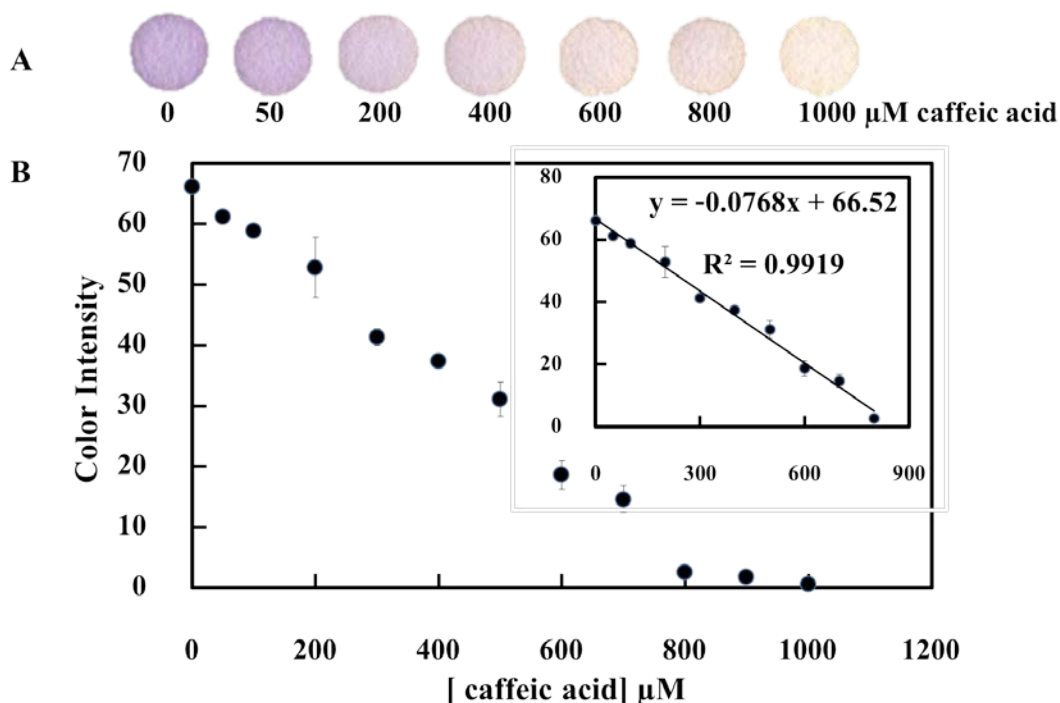 A
0 50 200 400 600 800 1000 µM caffeic acid
B
70
60
50
40
30
20
10
0
Color Intensity
0 200 400 600 800 1000 1200
[ caffeic acid] µM
80
60
40
20
0
0 300 600 900
y = -0.0768x + 66.52
R² = 0.9919